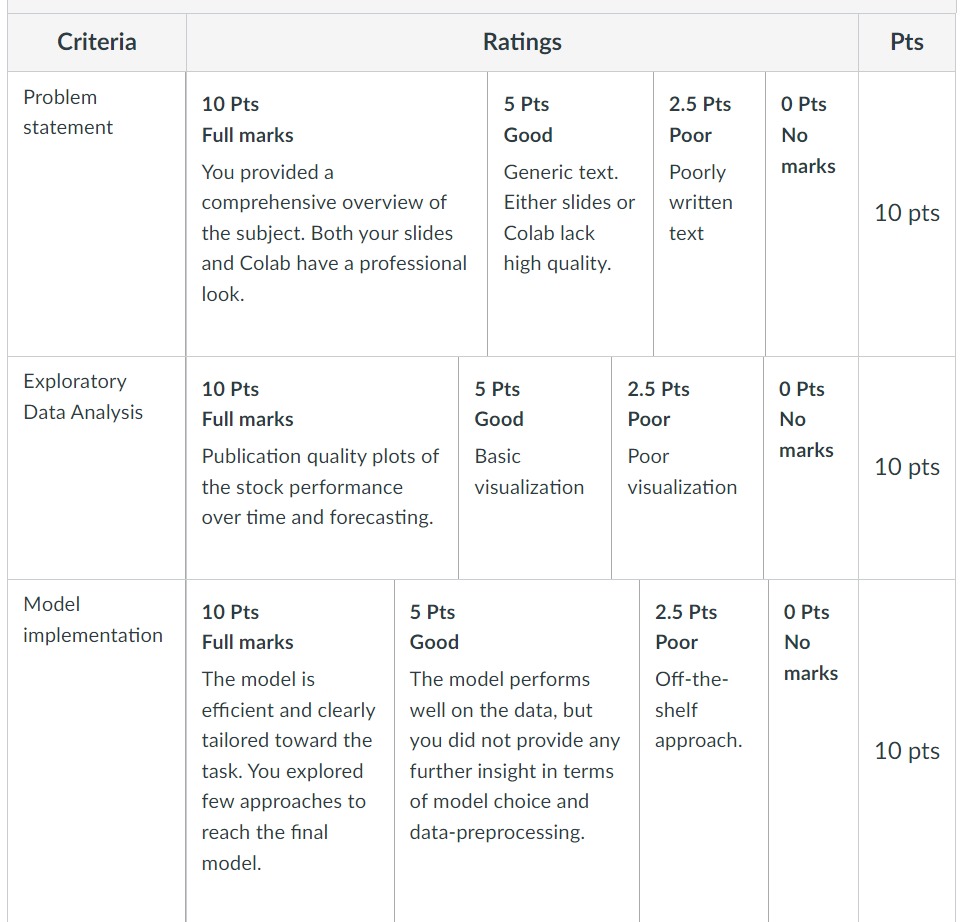 Criteria
Ratings
Pts
Problem
statement
10 Pts
Full marks
You provided a
comprehensive overview of
the subject. Both your slides
and Colab have a professional
look.
5 Pts
Good
Generic text.
Either slides or
Colab lack
high quality.
2.5 Pts
Poor
Poorly
written
text
0 Pts
No
marks
10 pts
Exploratory
Data Analysis
10 Pts
Full marks
Publication quality plots of
the stock performance
over time and forecasting.
5 Pts
Good
Basic
visualization
2.5 Pts
Poor
Poor
visualization
0 Pts
No
marks
10 pts
Model
implementation
10 Pts
Full marks
The model is
efficient and clearly
tailored toward the
task. You explored
few approaches to
reach the final
model.
5 Pts
Good
The model performs
well on the data, but
you did not provide any
further insight in terms
of model choice and
data-preprocessing.
2.5 Pts
Poor
Off-the-
shelf
approach.
0 Pts
No
marks
10 pts